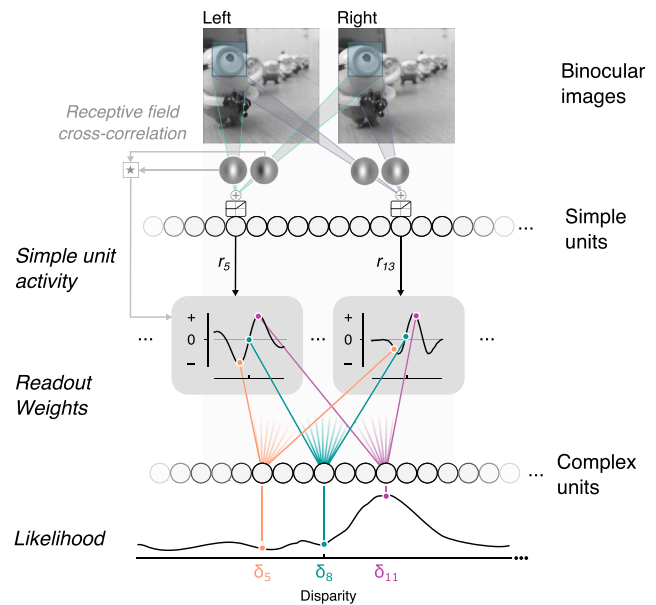 Left
Right
Binocular
images
Receptive field
cross-correlation
★
+
+
...
Simple
units
Simple unit
activity
r5
r13
+
0
−
+
0
−
...
...
...
Readout
Weights
...
Complex
units
Likelihood
...
δ5
δ8
δ11
Disparity